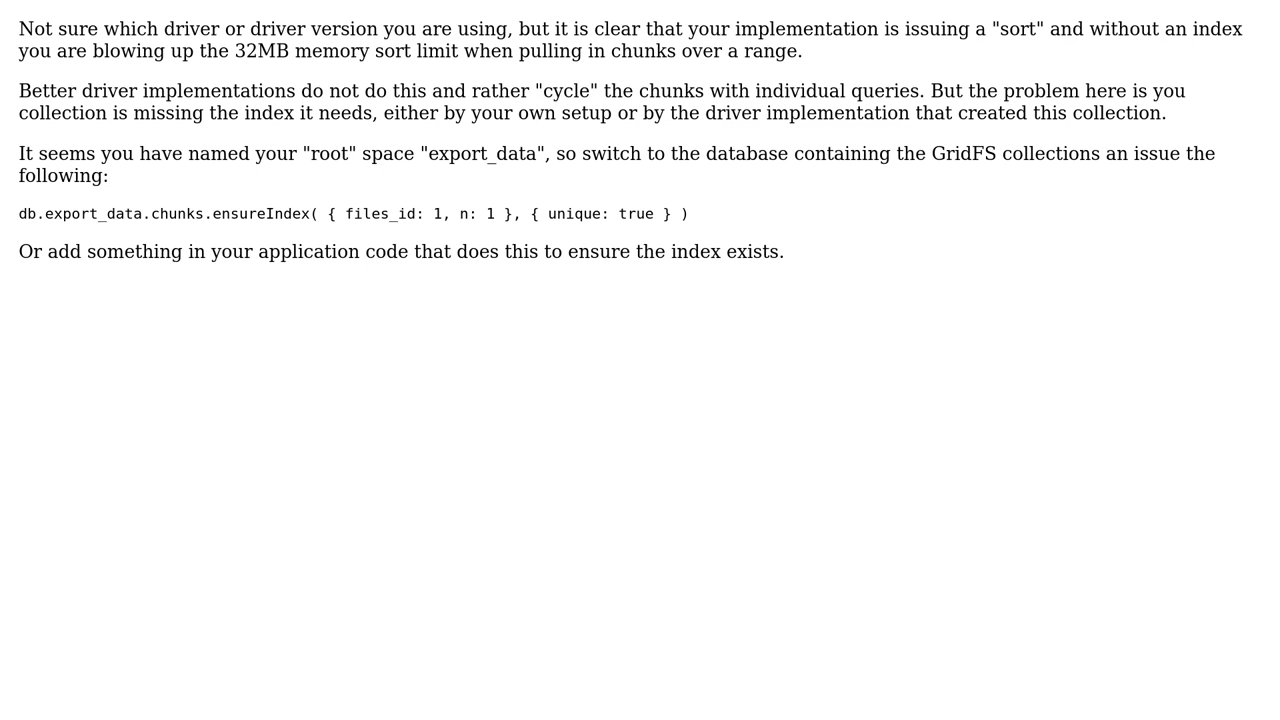 Not sure which driver or driver version you are using, but it is clear that your implementation is issuing a "sort" and without an index
you are blowing up the 32MB memory sort limit when pulling in chunks over a range.
Better driver implementations do not do this and rather "cycle" the chunks with individual queries. But the problem here is you
collection is missing the index it needs, either by your own setup or by the driver implementation that created this collection.
It seems you have named your "root" space "export_data", so switch to the database containing the GridFS collections an issue the
following:
db.export_data.chunks.ensureIndex( { files_id: 1, n: 1 }, { unique: true } )
Or add something in your application code that does this to ensure the index exists.